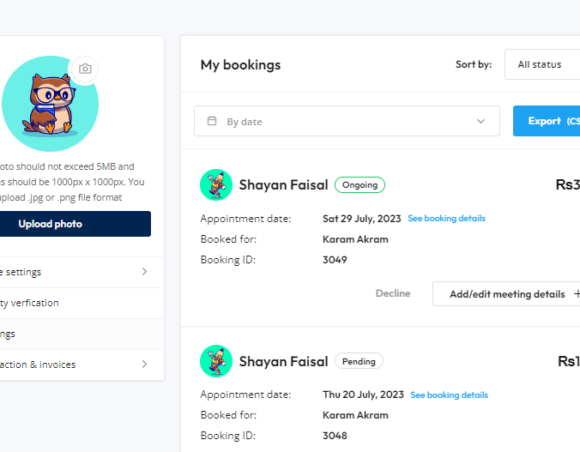 oto should not exceed 5MB and
s should be 1000px x 1000px. You
pload .jpg or .png file format
Upload photo
e settings
ty verfication
ngs
action & invoices
My bookings
Sort by:
All status
By date
Export (CS
Shayan Faisal
Ongoing
Rs3
Appointment date:
Sat 29 July, 2023
See booking details
Booked for:
Karam Akram
Booking ID:
3049
Decline
Add/edit meeting details +
Shayan Faisal
Pending
Rs1
Appointment date:
Thu 20 July, 2023
See booking details
Booked for:
Karam Akram
Booking ID:
3048